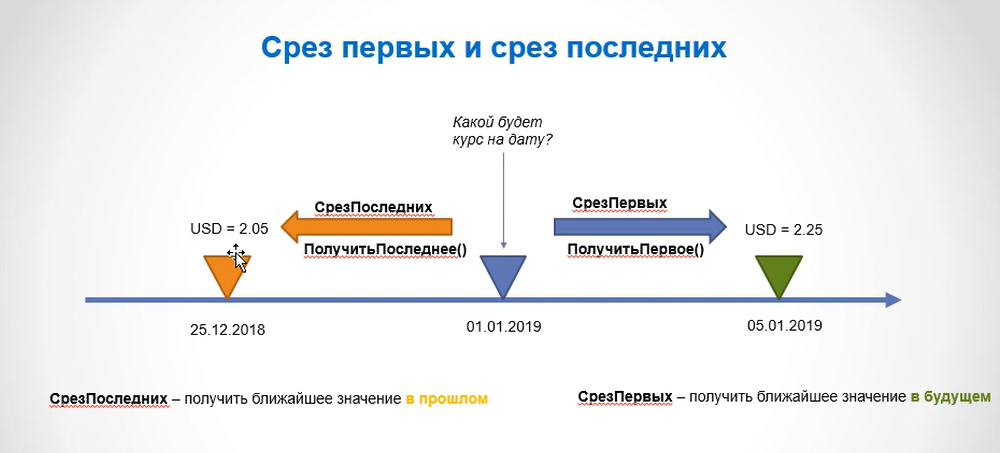 Срез первых и срез последних
Какой будет
курс на дату?
СрезПоследних
СрезПервых
USD = 2.05
USD = 2.25
ПолучитьПоследнее()
ПолучитьПервое()
25.12.2018
01.01.2019
05.01.2019
СрезПоследних – получить ближайшее значение в прошлом
СрезПервых – получить ближайшее значение в будущем